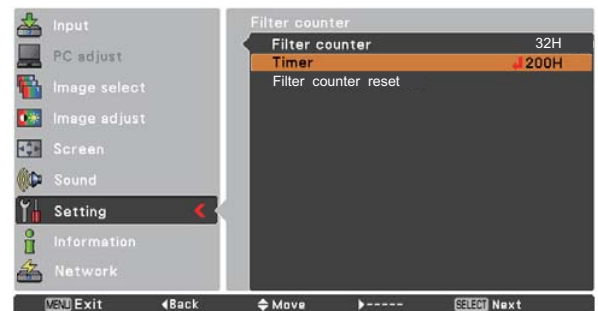 Input
PC adjust
Image select
Image adjust
Screen
Sound
Setting
Information
Network
Filter counter
Filter counter 32H
Timer 200H
Filter counter reset
MENU Exit ◀Back ◆Move ▶----- SELECT Next